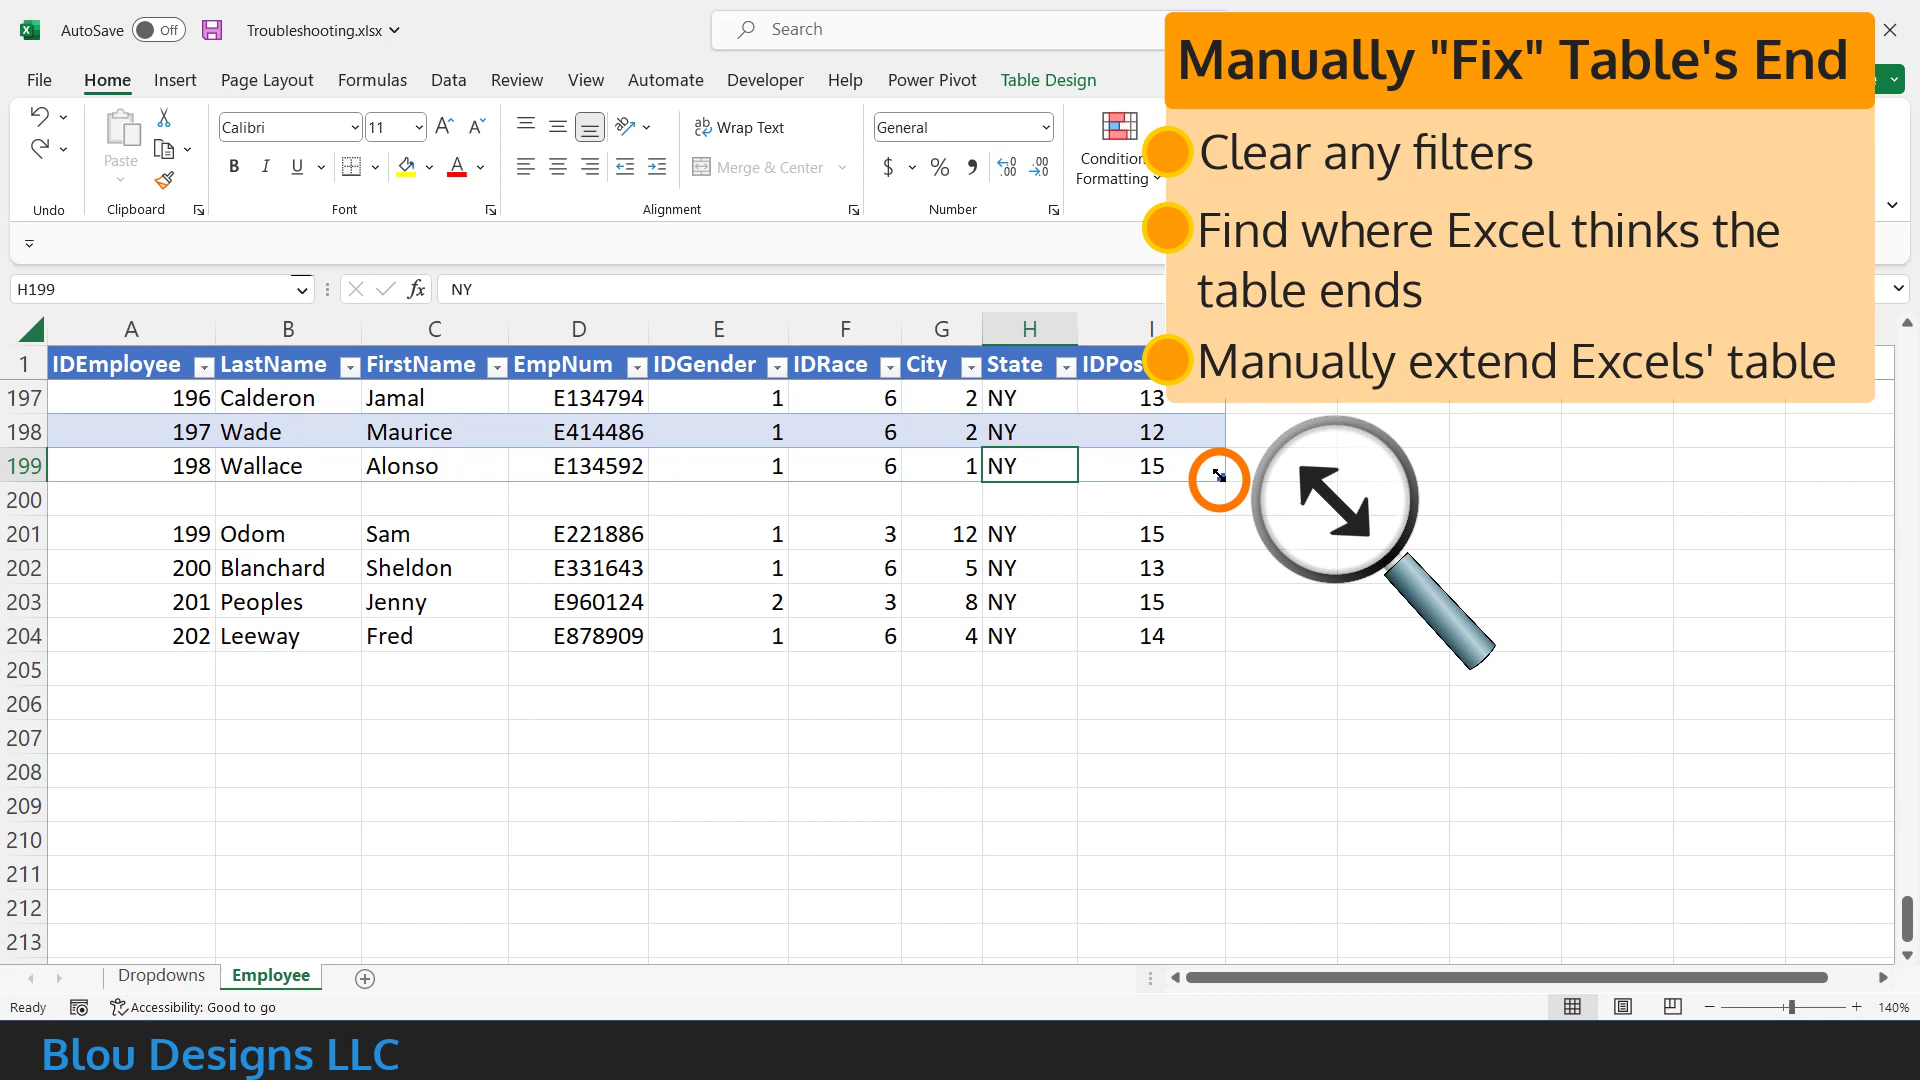 AutoSave Off Troubleshooting.xlsx Search
Manually "Fix" Table's End
File Home Insert Page Layout Formulas Data Review View Automate Developer Help Power Pivot Table Design
Calibri 11 Wrap Text General
Clear any filters
Paste B I U A Merge & Center $ % Condition
Formatting
Undo Clipboard Font Alignment Number
Find where Excel thinks the
table ends
H199 fx NY
A B C D E F G H I
1 IDEmployee LastName FirstName EmpNum IDGender IDRace City State IDPos
Manually extend Excels' table
197 196 Calderon Jamal E134794 1 6 2 NY 13
198 197 Wade Maurice E414486 1 6 2 NY 12
199 198 Wallace Alonso E134592 1 6 1 NY 15
200
201 199 Odom Sam E221886 1 3 12 NY 15
202 200 Blanchard Sheldon E331643 1 6 5 NY 13
203 201 Peoples Jenny E960124 2 3 8 NY 15
204 202 Leeway Fred E878909 1 6 4 NY 14
205
206
207
208
209
210
211
212
213
Dropdowns Employee
Ready Accessibility: Good to go 140%
Blou Designs LLC